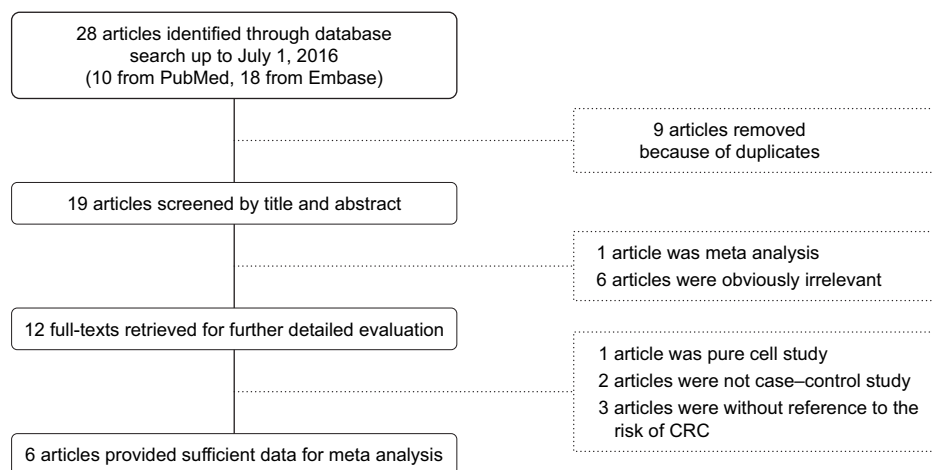 28 articles identified through database
search up to July 1, 2016
(10 from PubMed, 18 from Embase)
9 articles removed
because of duplicates
19 articles screened by title and abstract
1 article was meta analysis
6 articles were obviously irrelevant
12 full-texts retrieved for further detailed evaluation
1 article was pure cell study
2 articles were not case–control study
3 articles were without reference to the
risk of CRC
6 articles provided sufficient data for meta analysis